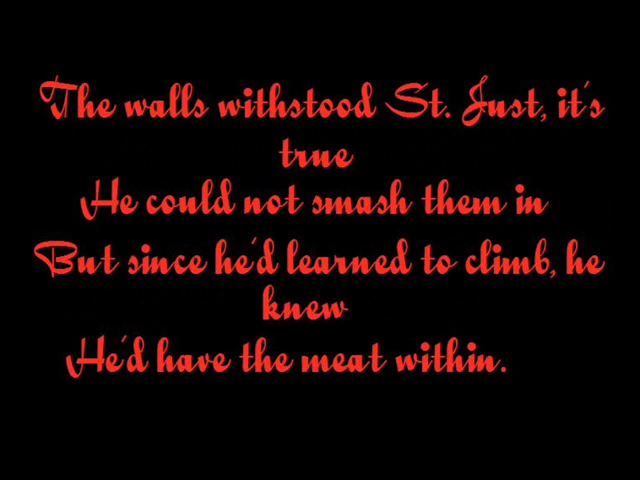 The walls withstood St. Just, it's
true
He could not smash them in
But since he'd learned to climb, he
knew
He'd have the meat within.